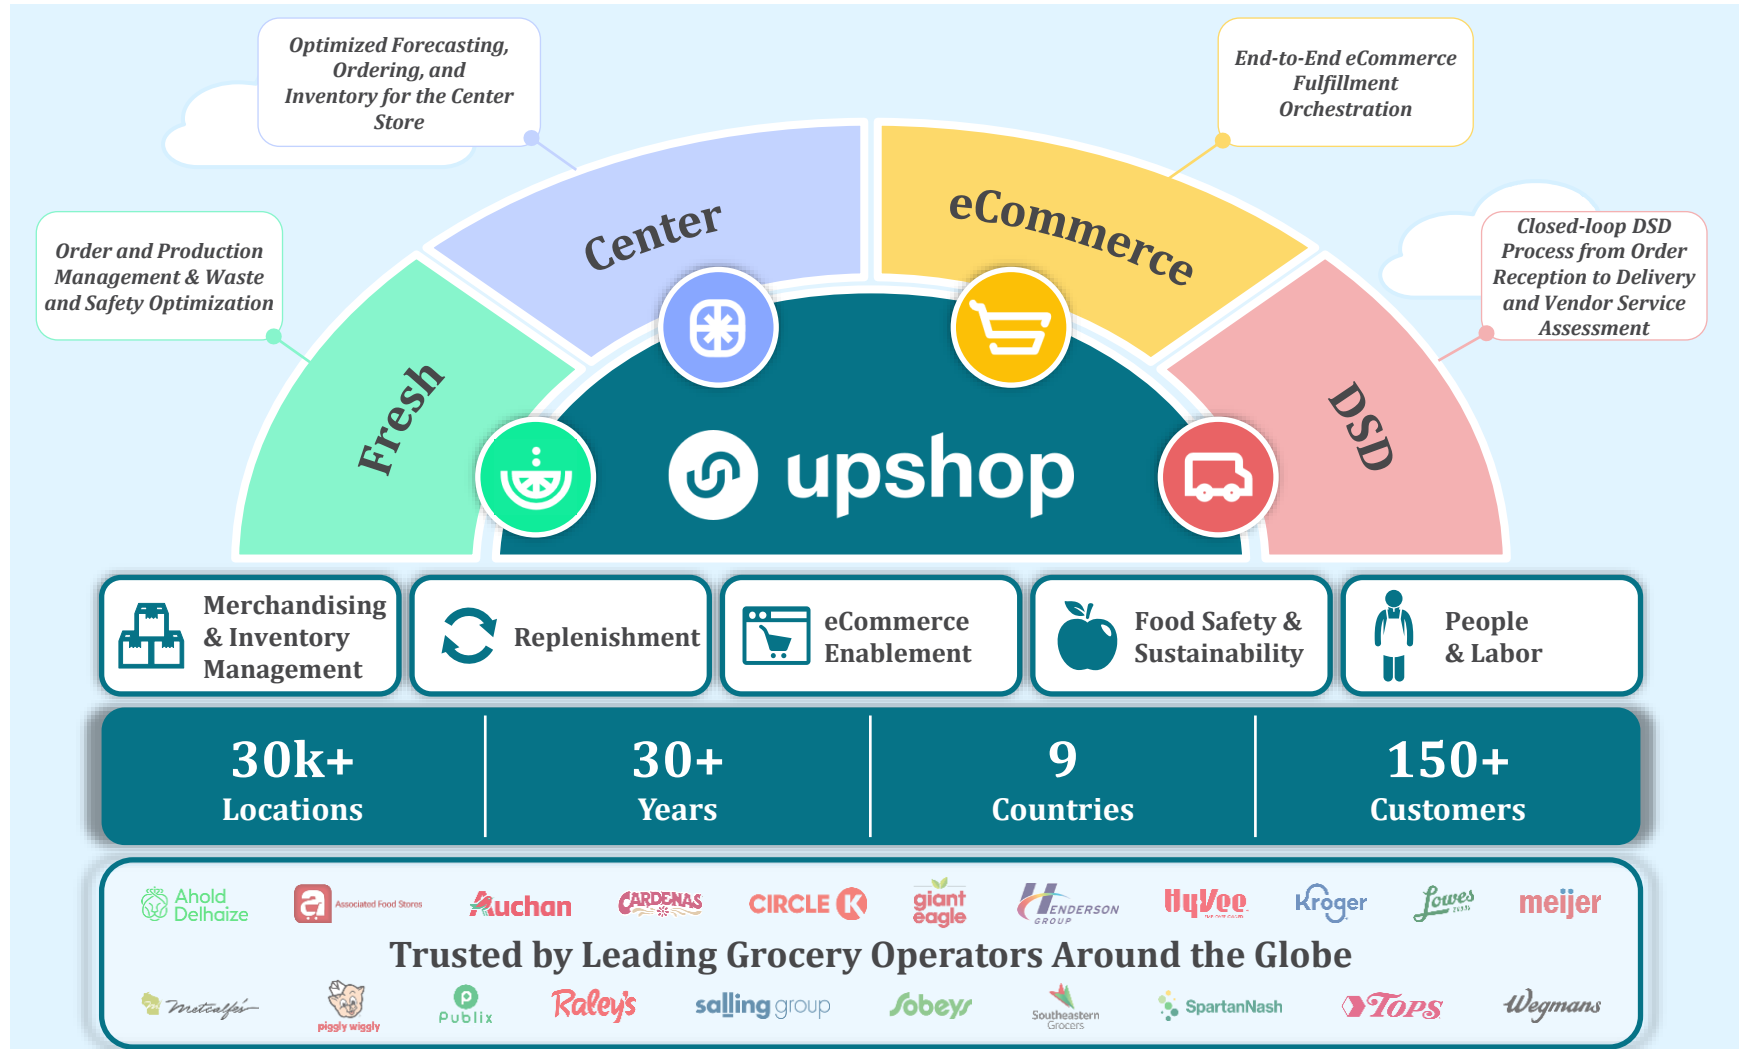 Optimized Forecasting,
Ordering, and
Inventory for the Center
Store
End-to-End eCommerce
Fulfillment
Orchestration
Order and Production
Management & Waste
and Safety Optimization
Closed-loop DSD
Process from Order
Reception to Delivery
and Vendor Service
Assessment
Fresh
Center
eCommerce
DSD
upshop
Merchandising
& Inventory
Management
Replenishment
eCommerce
Enablement
Food Safety &
Sustainability
People
& Labor
30k+
Locations
30+
Years
9
Countries
150+
Customers
Ahold
Delhaize
a
Associated Food Stores
Auchan
CARDENAS
CIRCLE K
giant
eagle
HENDERSON
GROUP
HyVee
Kroger
Lowes
meijer
Trusted by Leading Grocery Operators Around the Globe
Metcalfe's
piggly wiggly
P
Publix
Raley's
salling group
Sobeys
Southeastern
Grocers
SpartanNash
TOPS
Wegmans